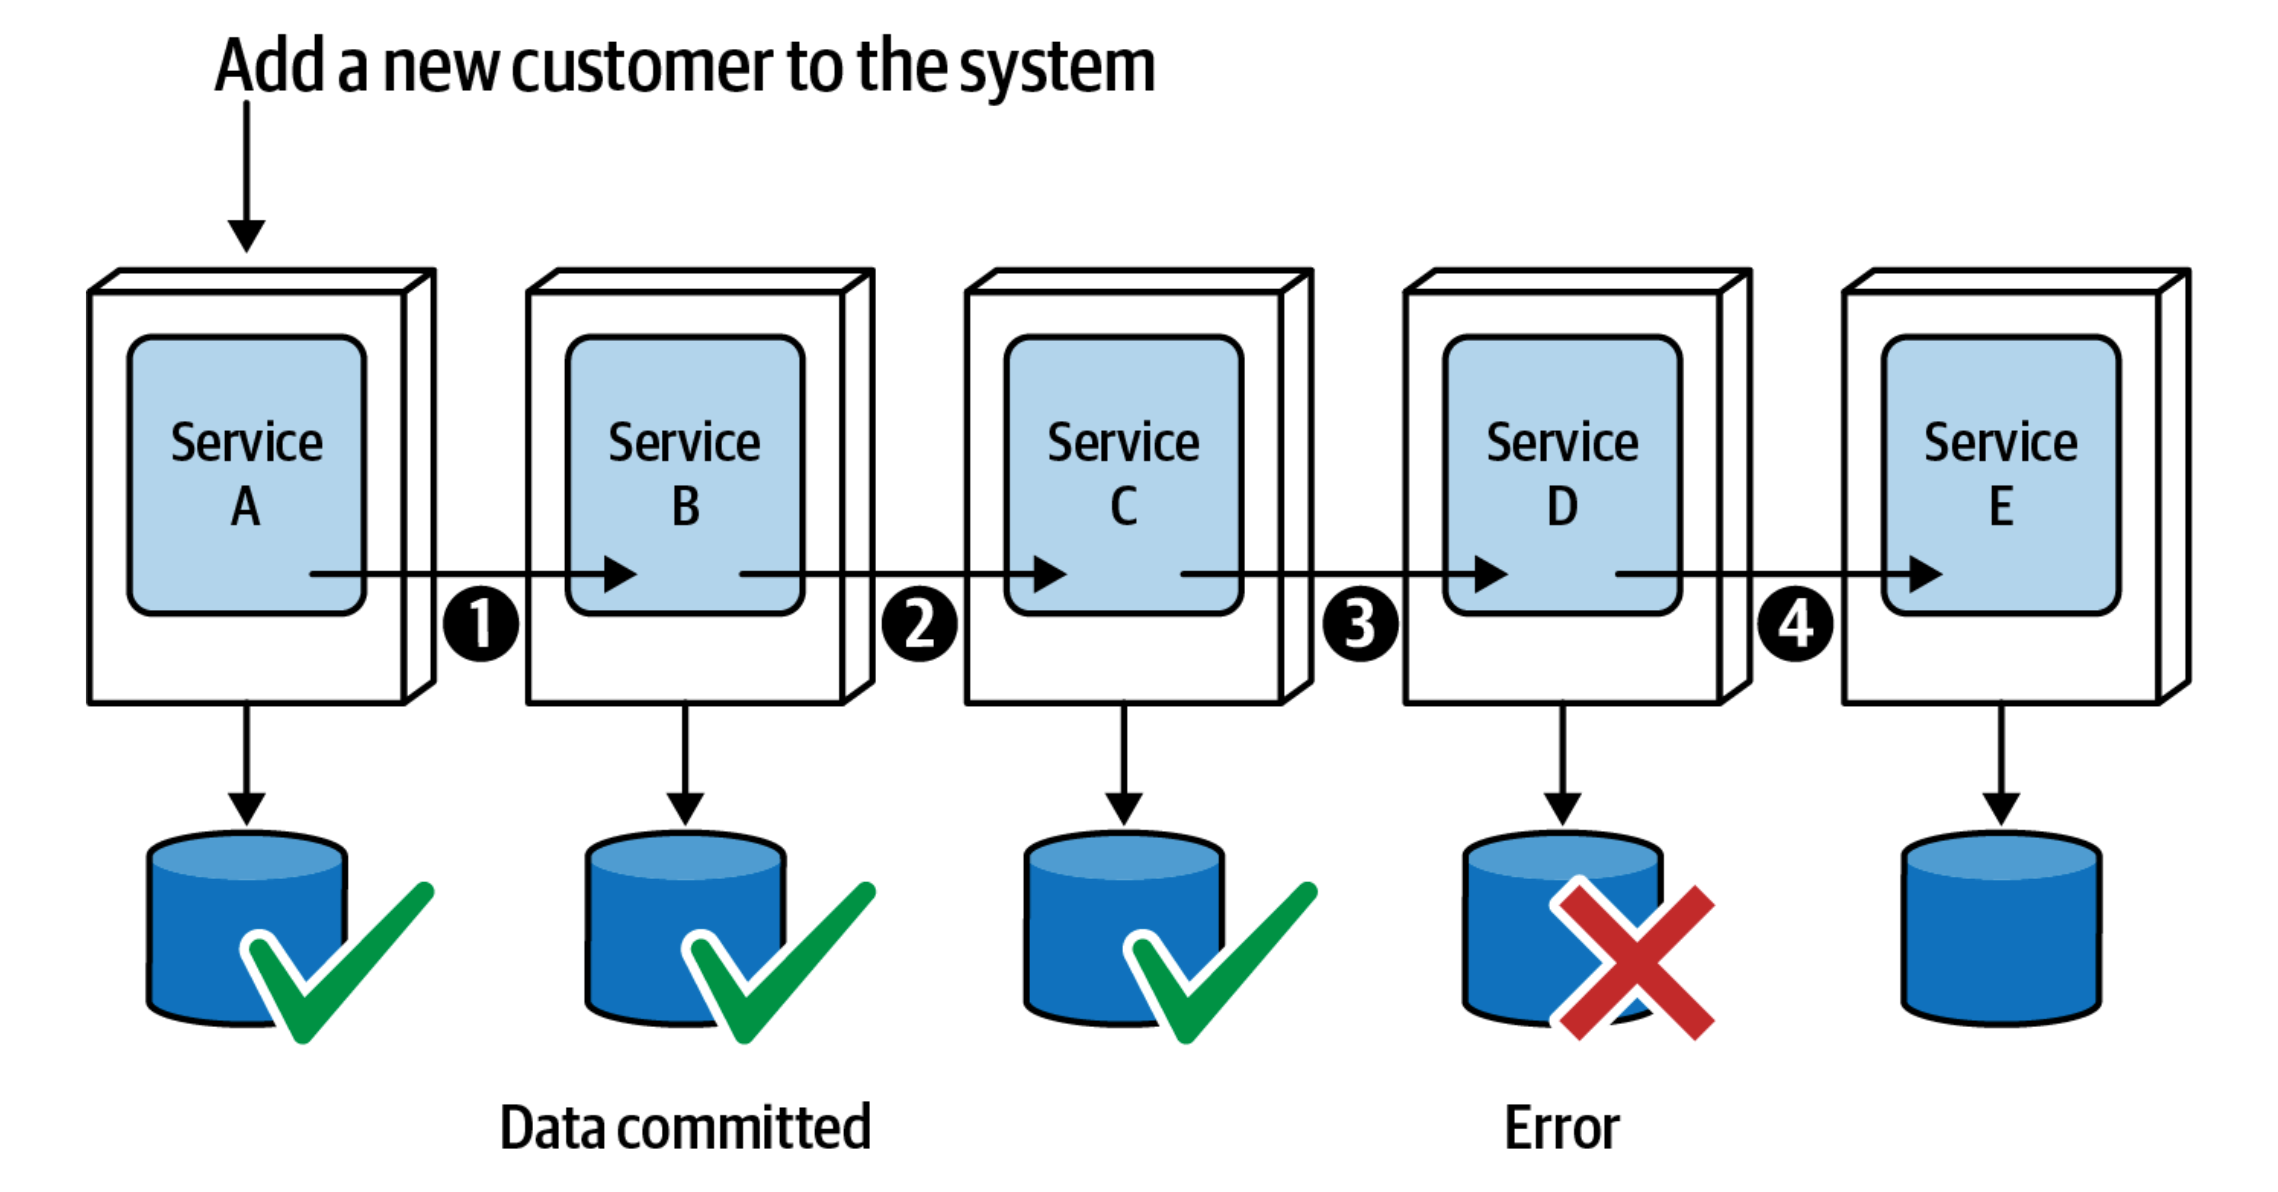 Add a new customer to the system
Service
A
Service
B
Service
C
Service
D
Service
E
1
2
3
4
Data committed
Error